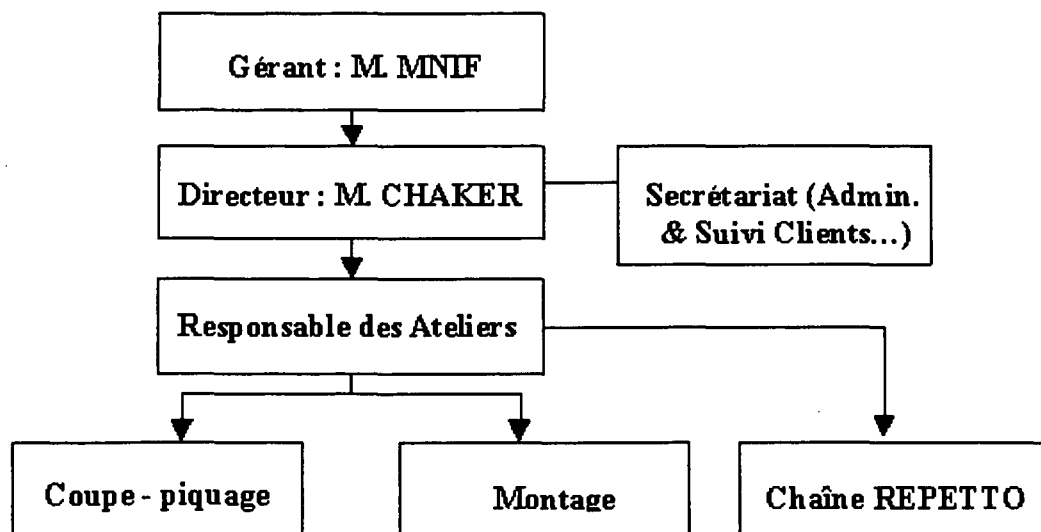 Gérant : M. MNIF
Directeur : M. CHAKER
Secrétariat (Admin.
& Suivi Clients...)
Responsable des Ateliers
Coupe - piquage
Montage
Chaîne REPETTO